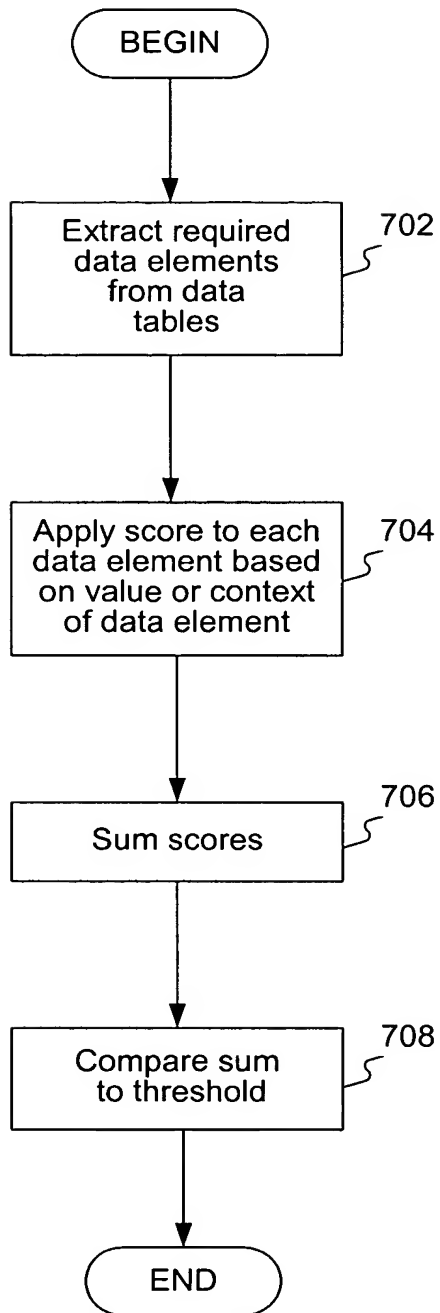 BEGIN
Extract required
data elements
from data
tables
702
Apply score to each
data element based
on value or context
of data element
704
Sum scores
706
Compare sum
to threshold
708
END